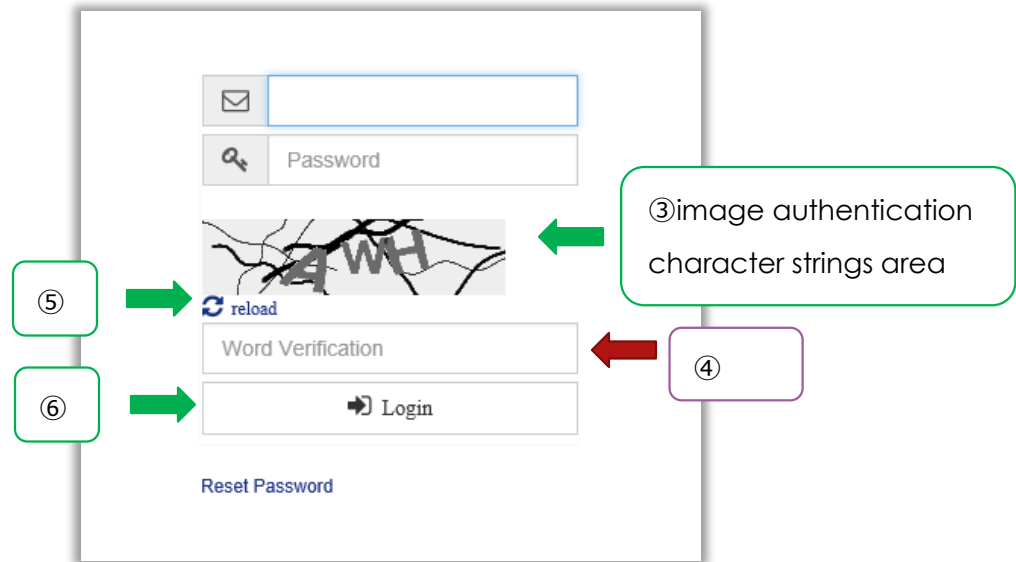 Password
③image authentication
character strings area
AWH
⑤
reload
Word Verification
④
⑥
Login
Reset Password